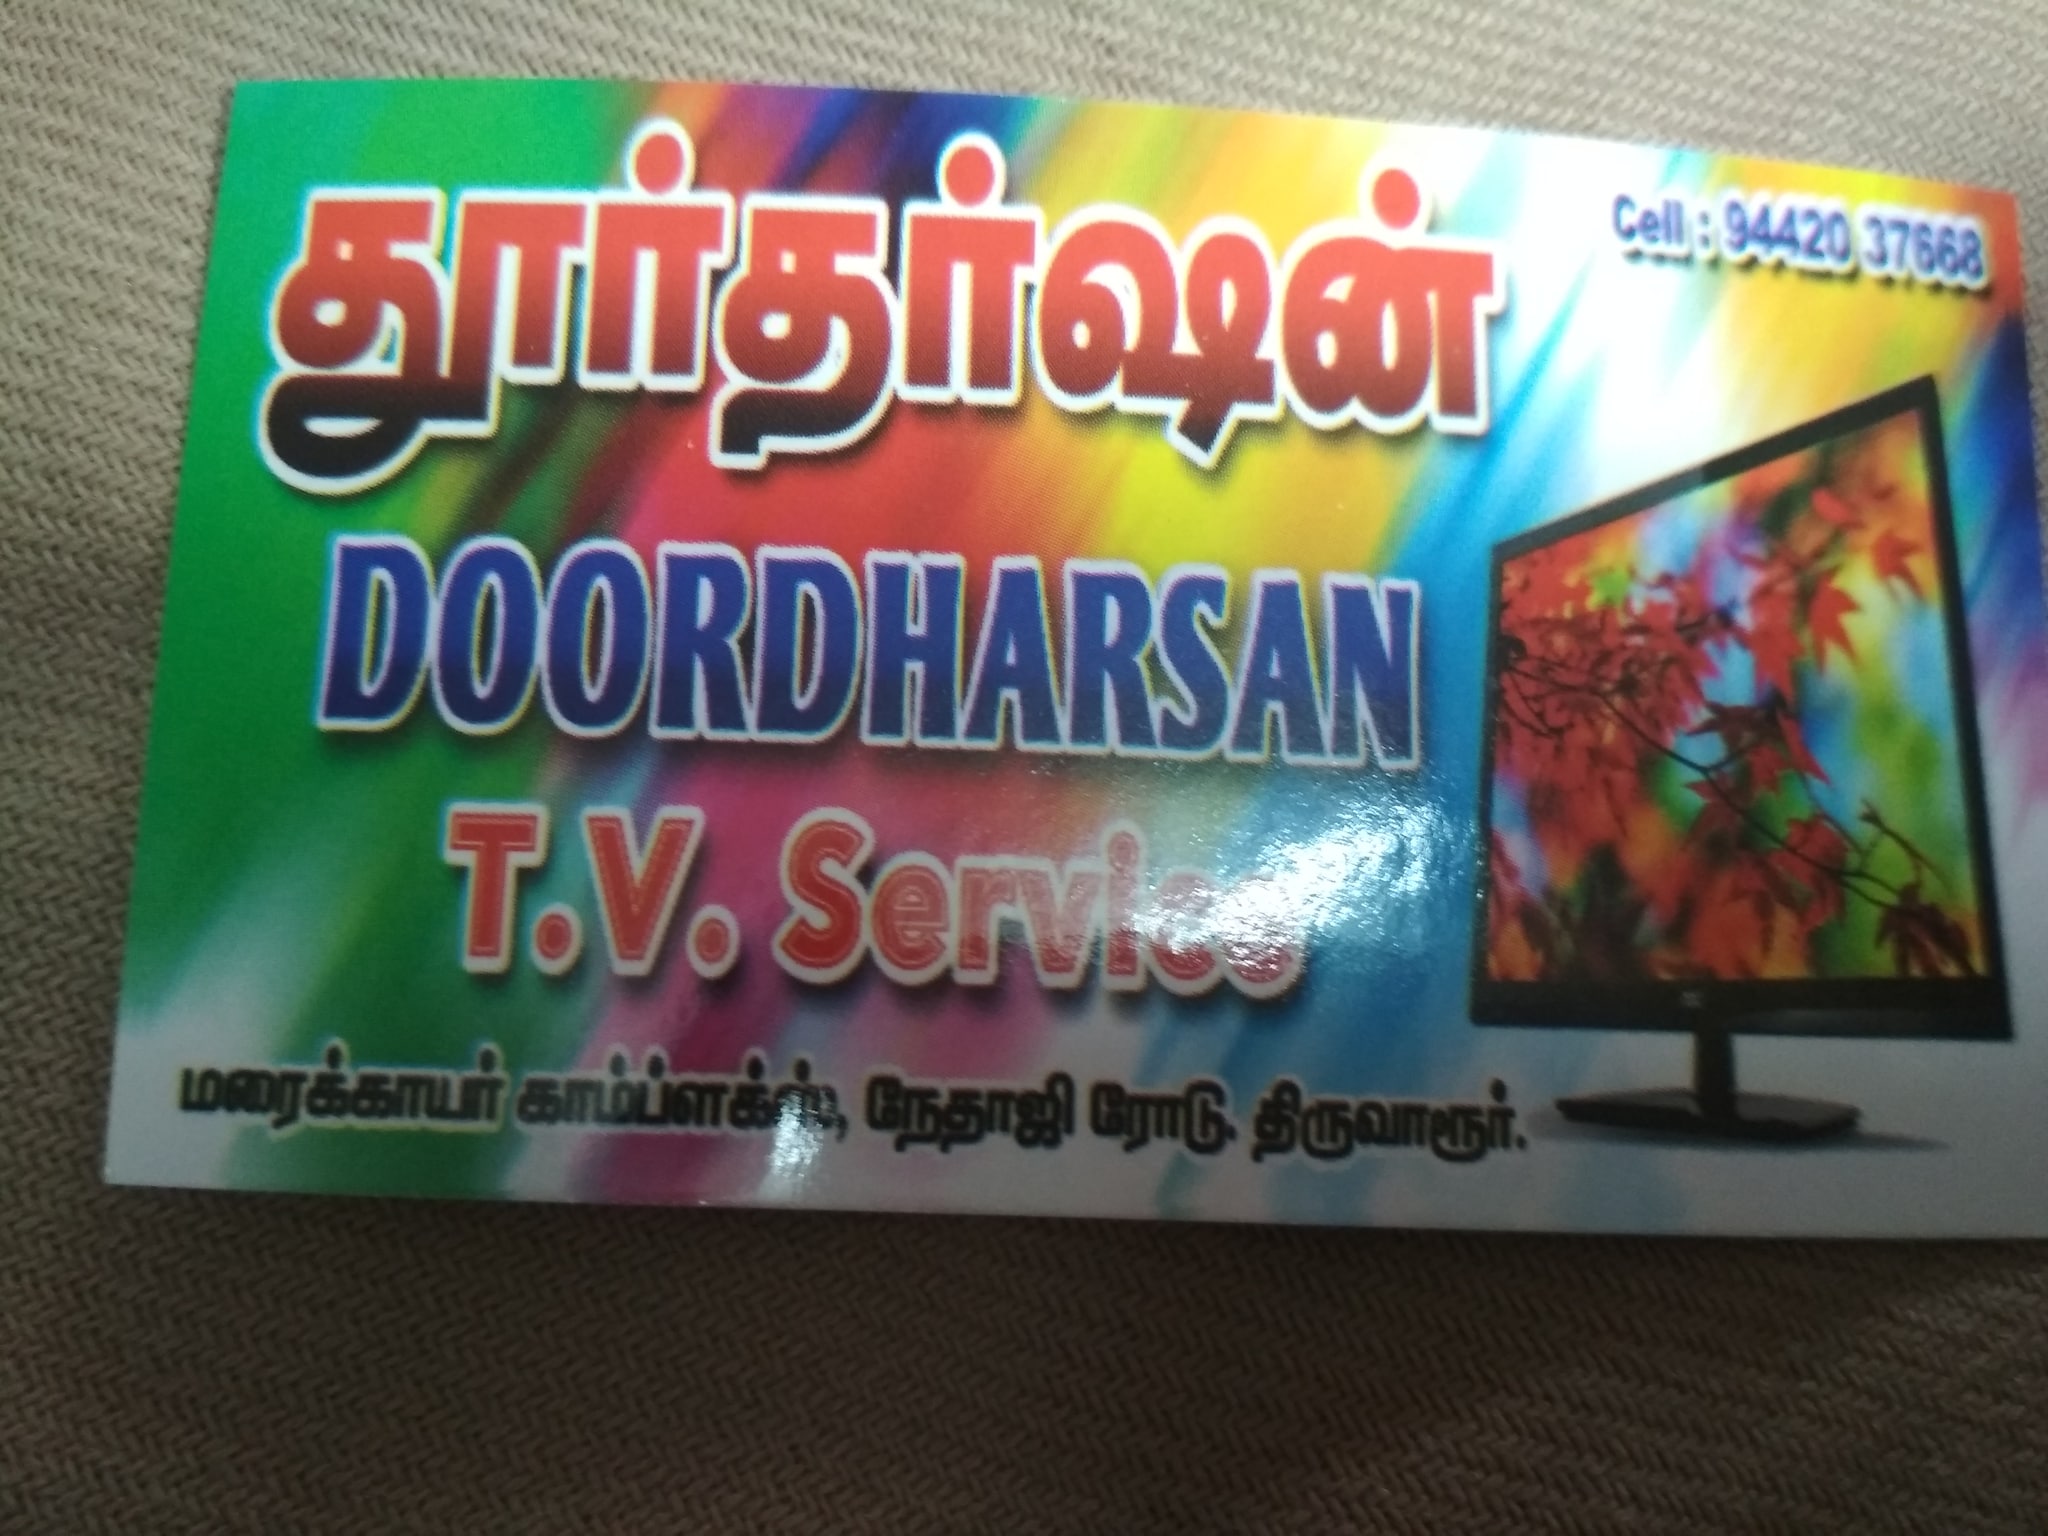 தூர்தர்ஷன்
Cell : 94420 37668
DOORDHARSAN
T.V. Service
மரைக்காயர் காம்ப்ளக்ஸ், நேதாஜி ரோடு. திருவாரூர்.